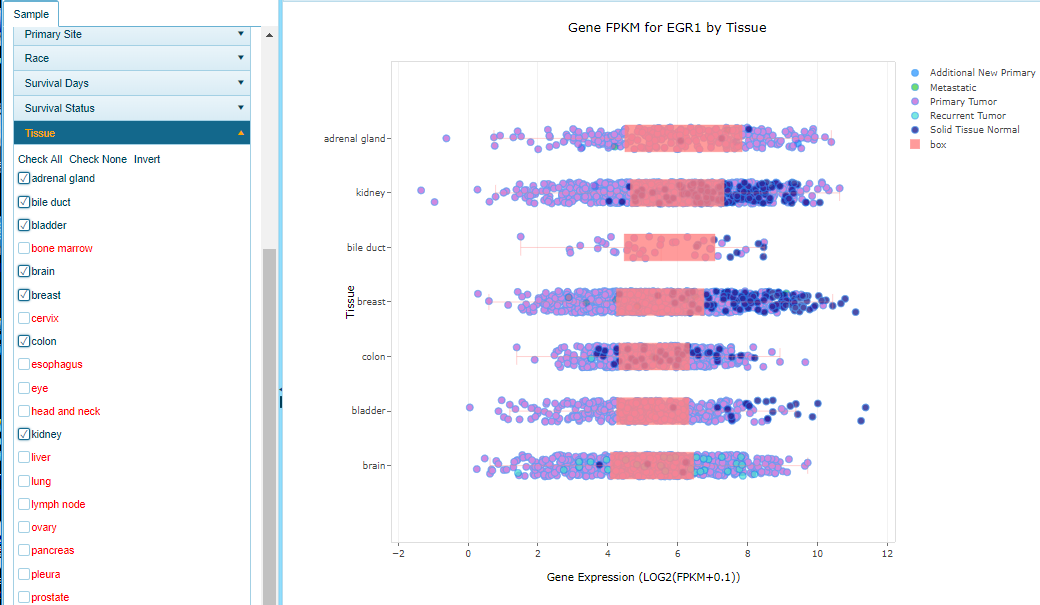 Sample
Primary Site
Race
Survival Days
Survival Status
Tissue
Check All Check None Invert
adrenal gland
bile duct
bladder
bone marrow
brain
breast
cervix
colon
esophagus
eye
head and neck
kidney
liver
lung
lymph node
ovary
pancreas
pleura
prostate
Gene FPKM for EGR1 by Tissue
Tissue
adrenal gland
kidney
bile duct
breast
colon
bladder
brain
−2 0 2 4 6 8 10 12
Gene Expression (LOG2(FPKM+0.1))
Additional New Primary
Metastatic
Primary Tumor
Recurrent Tumor
Solid Tissue Normal
box